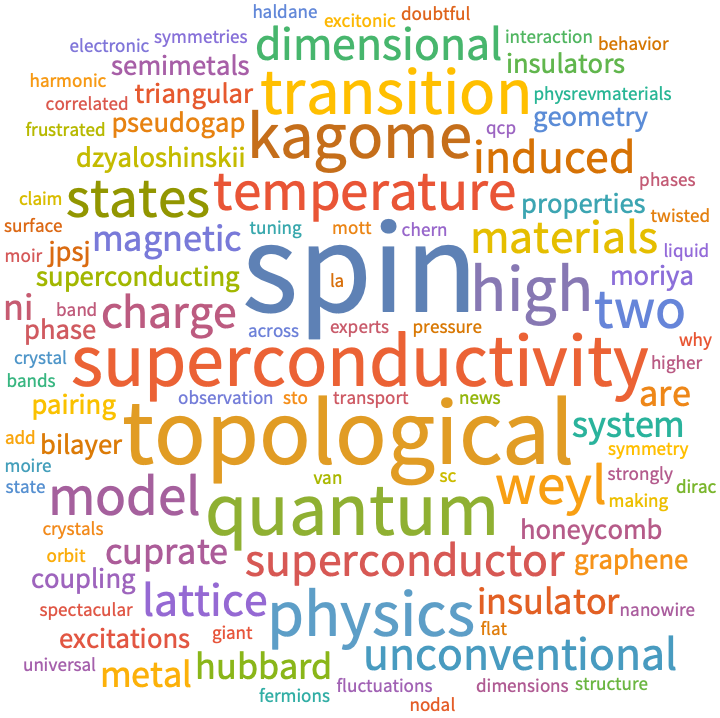 haldane
excitonic
doubtful
electronic
symmetries
dimensional
interaction
behavior
semimetals
insulators
harmonic
correlated
triangular
transition
physrevmaterials
frustrated
pseudogap
kagome
qcp
geometry
dzyaloshinskii
induced
claim
states
temperature
properties
phases
twisted
surface
moir
jpsj
magnetic
tuning
mott
chern
materials
liquid
superconducting
spin
la
high
moriya
ni
band
charge
two
phase
across
experts
pressure
why
crystal
bands
superconductivity
higher
pairing
observation
sto
transport
news
are
add
bilayer
topological
system
symmetry
moire
state
model
van
sc
weyl
strongly
dirac
making
quantum
crystals
orbit
cuprate
superconductor
honeycomb
graphene
coupling
lattice
physics
insulator
nanowire
spectacular
excitations
giant
flat
universal
metal
hubbard
unconventional
fermions
fluctuations
dimensions
structure
nodal